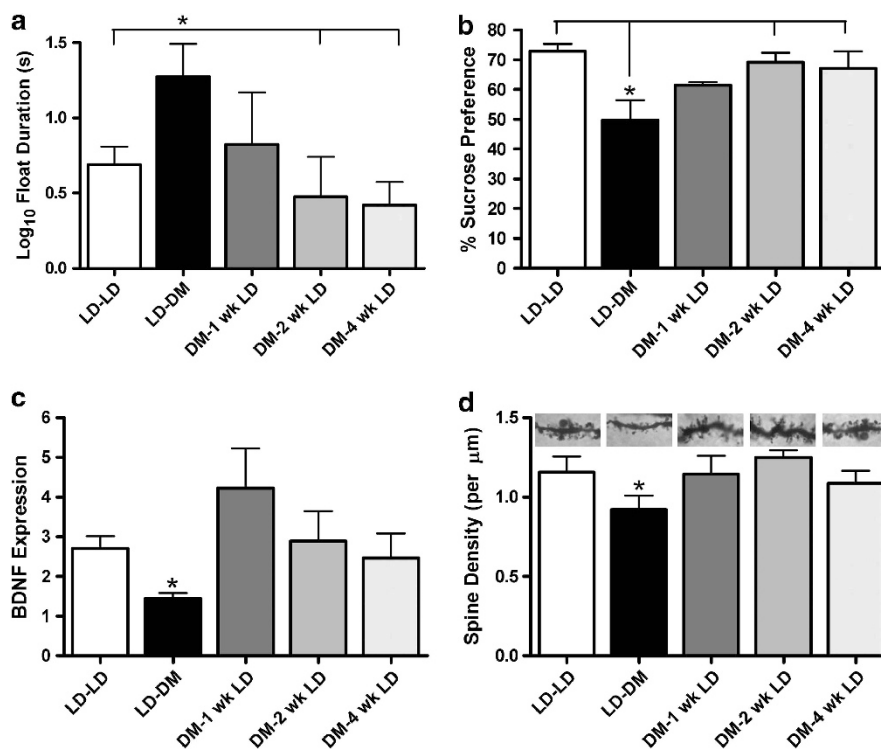 a
*
Log10 Float Duration (s)
1.5
1.0
0.5
0.0
LD-LD
LD-DM
DM-1 wk LD
DM-2 wk LD
DM-4 wk LD
b
*
% Sucrose Preference
80
70
60
50
40
30
20
10
0
LD-LD
LD-DM
DM-1 wk LD
DM-2 wk LD
DM-4 wk LD
c
*
BDNF Expression
6
5
4
3
2
1
0
LD-LD
LD-DM
DM-1 wk LD
DM-2 wk LD
DM-4 wk LD
d
*
Spine Density (per μm)
1.5
1.0
0.5
0.0
LD-LD
LD-DM
DM-1 wk LD
DM-2 wk LD
DM-4 wk LD